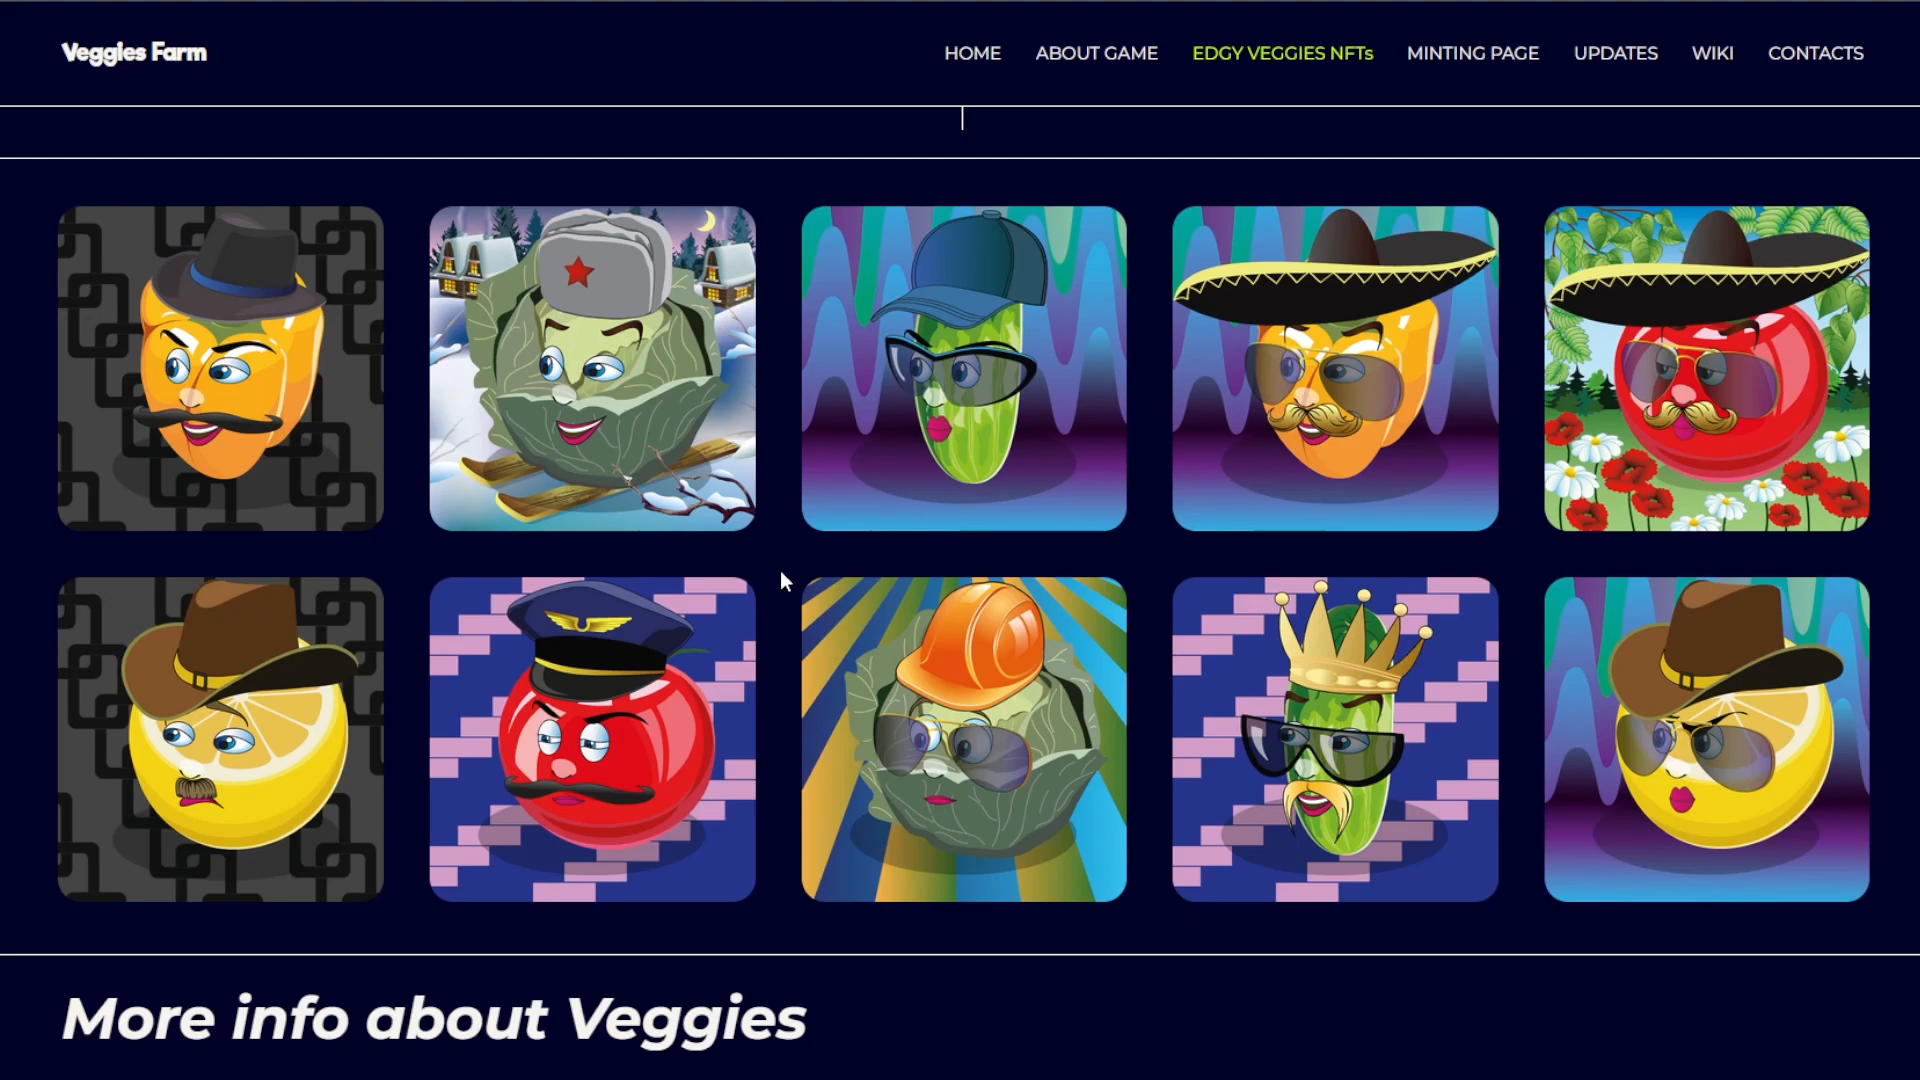 Veggies Farm
HOME ABOUT GAME EDGY VEGGIES NFTs MINTING PAGE UPDATES WIKI CONTACTS
More info about Veggies